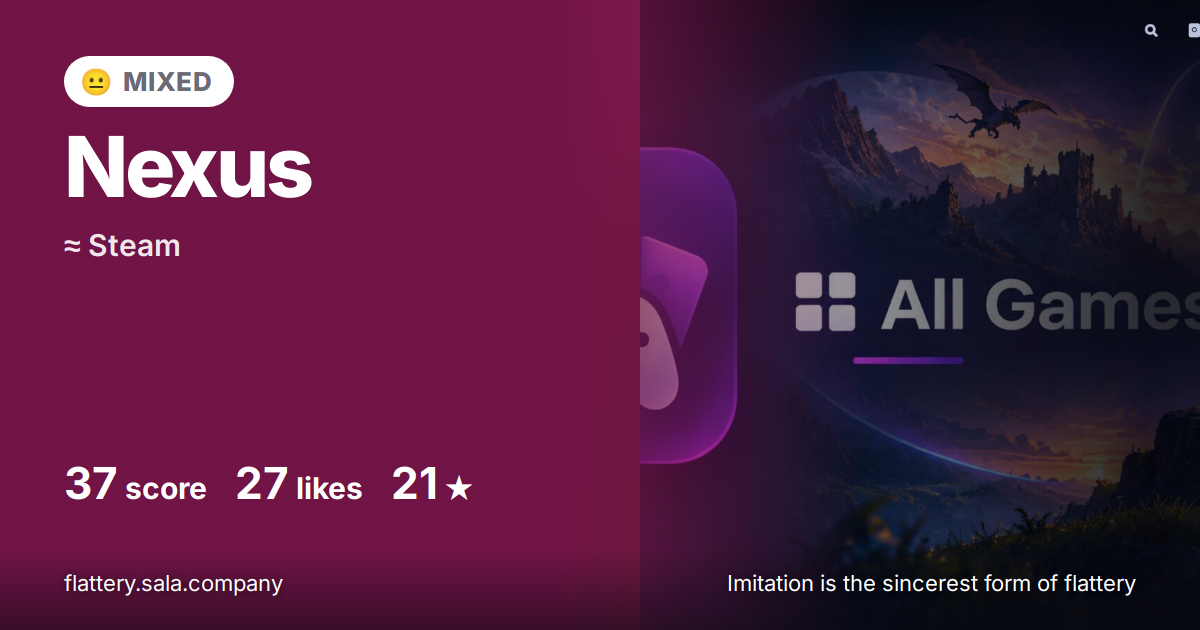 😐 MIXED
Nexus
≈ Steam
All Games
37 score 27 likes 21 ★
flattery.sala.company
Imitation is the sincerest form of flattery